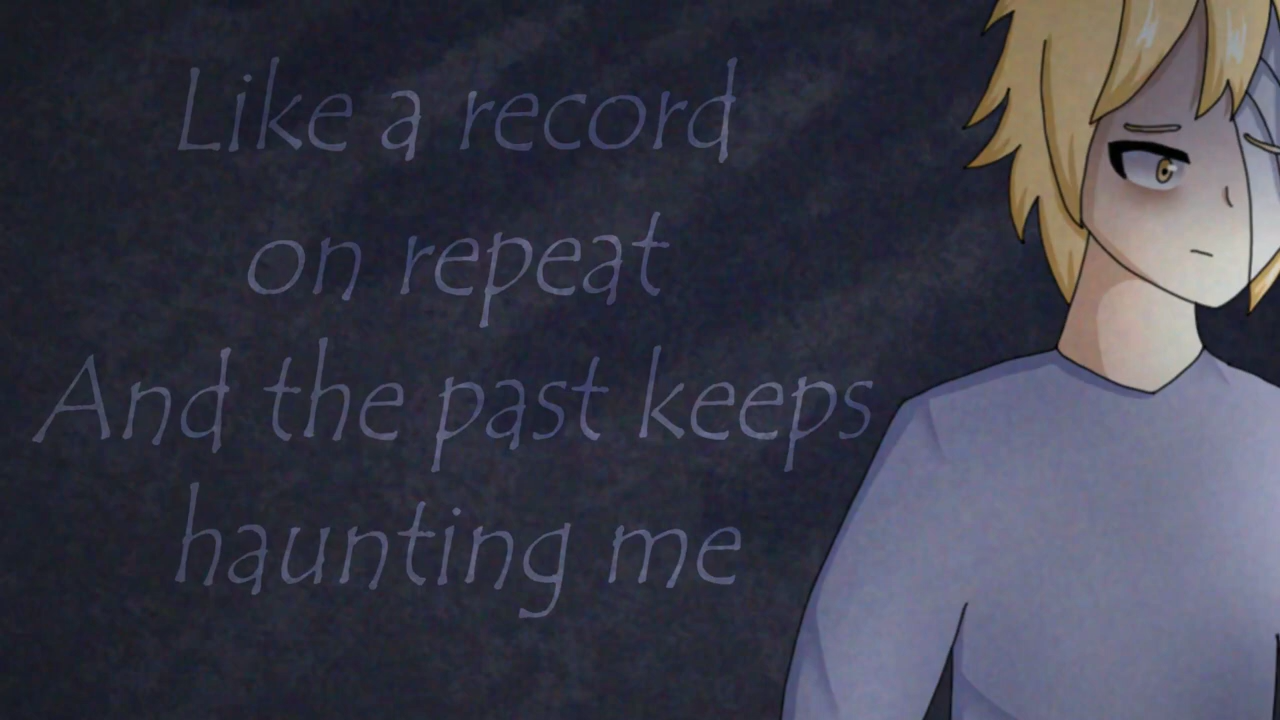 Like a record
on repeat
And the past keeps
haunting me